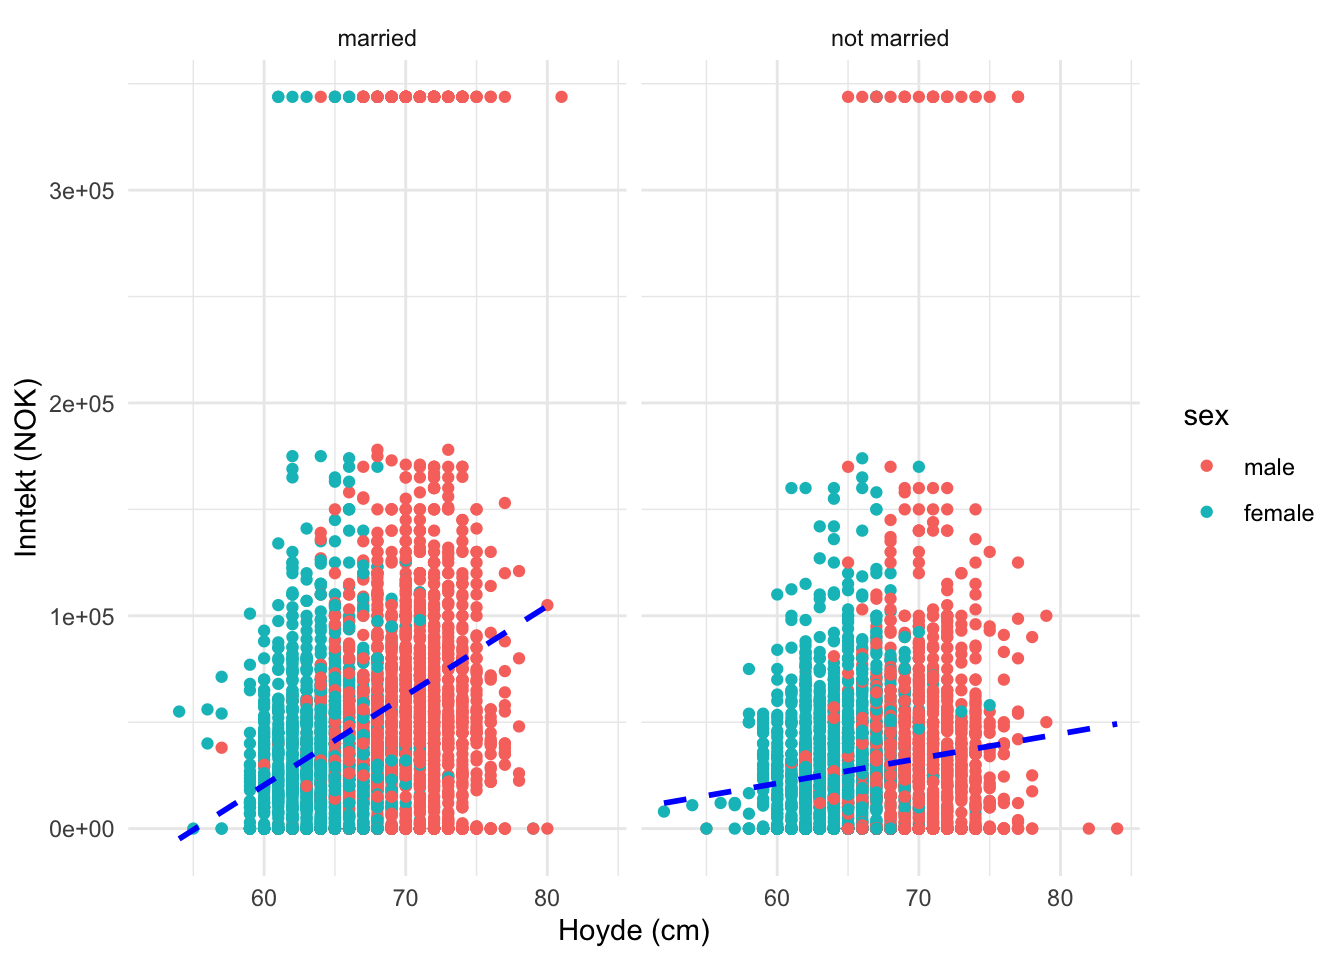 married
not married
3e+05
2e+05
1e+05
0e+00
Inntekt (NOK)
60
70
80
60
70
80
Hoyde (cm)
sex
male
female